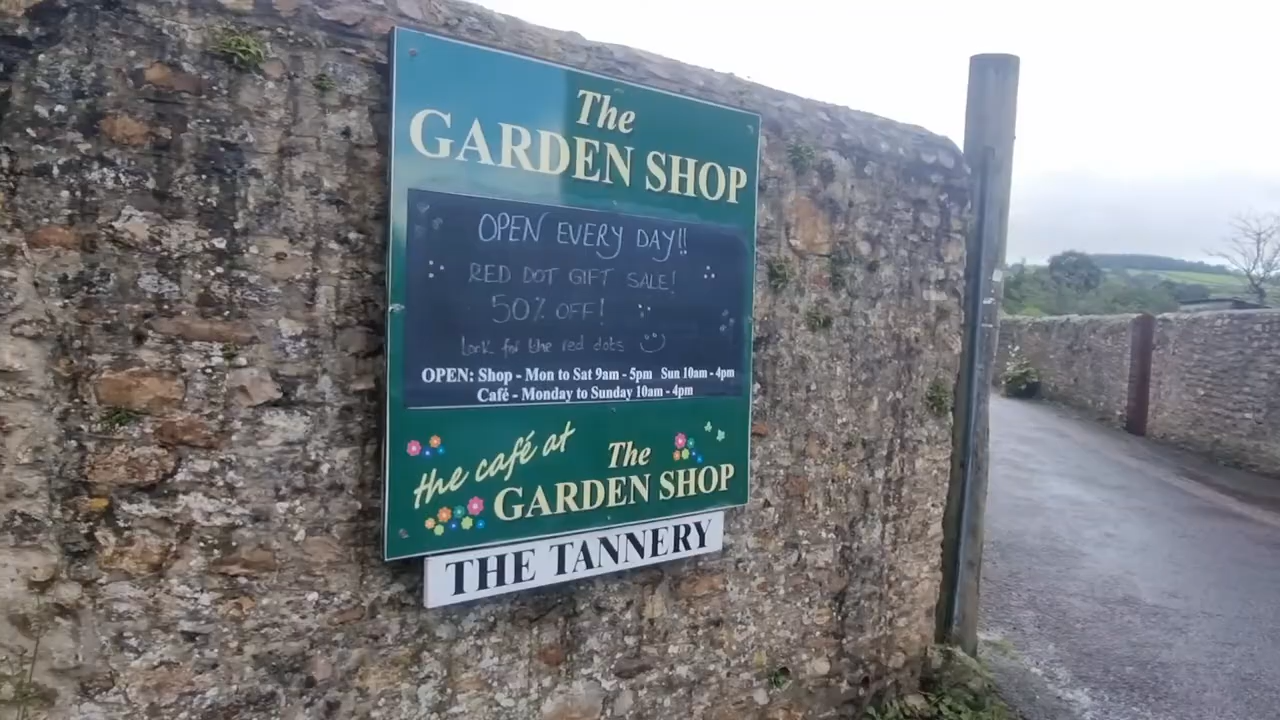 The
GARDEN SHOP
OPEN EVERY DAY!!
RED DOT GIFT SALE!
50% OFF!
Look for the red dots
OPEN: Shop - Mon to Sat 9am - 5pm Sun 10am - 4pm
Café - Monday to Sunday 10am - 4pm
the café at The
GARDEN SHOP
THE TANNERY